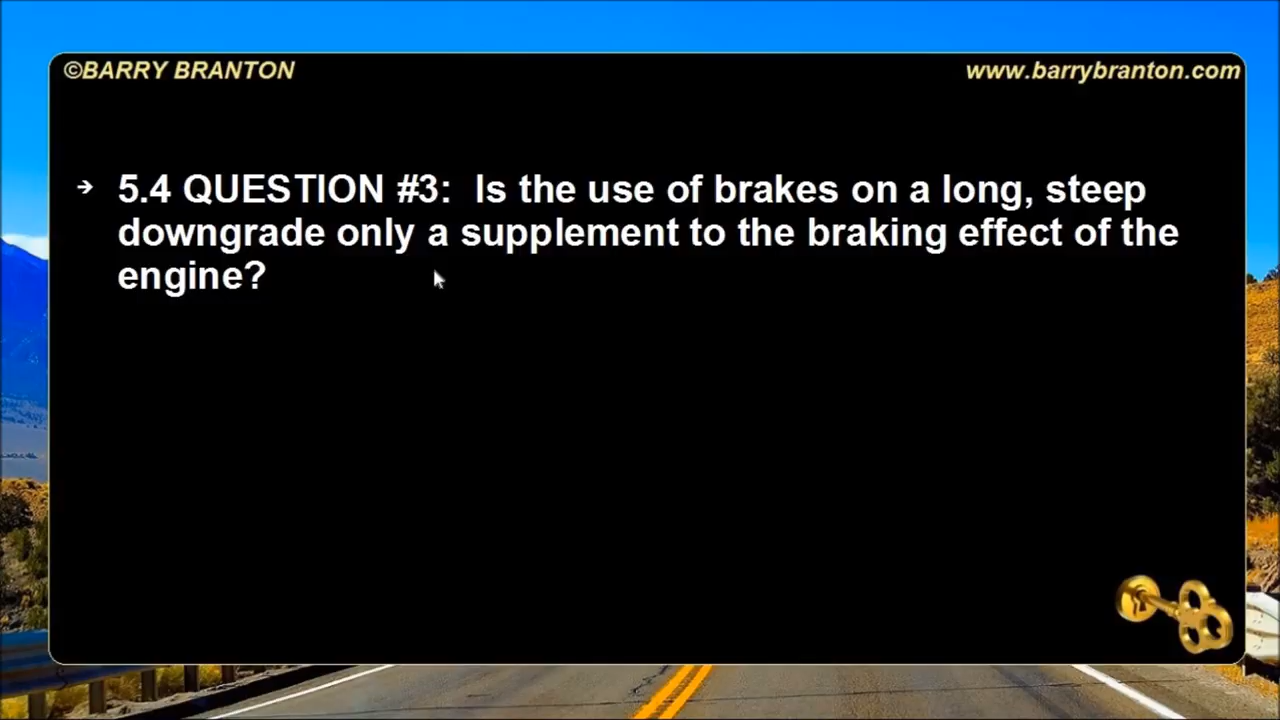 ©BARRY BRANTON
www.barrybranton.com
➔ 5.4 QUESTION #3:  Is the use of brakes on a long, steep
downgrade only a supplement to the braking effect of the
engine?